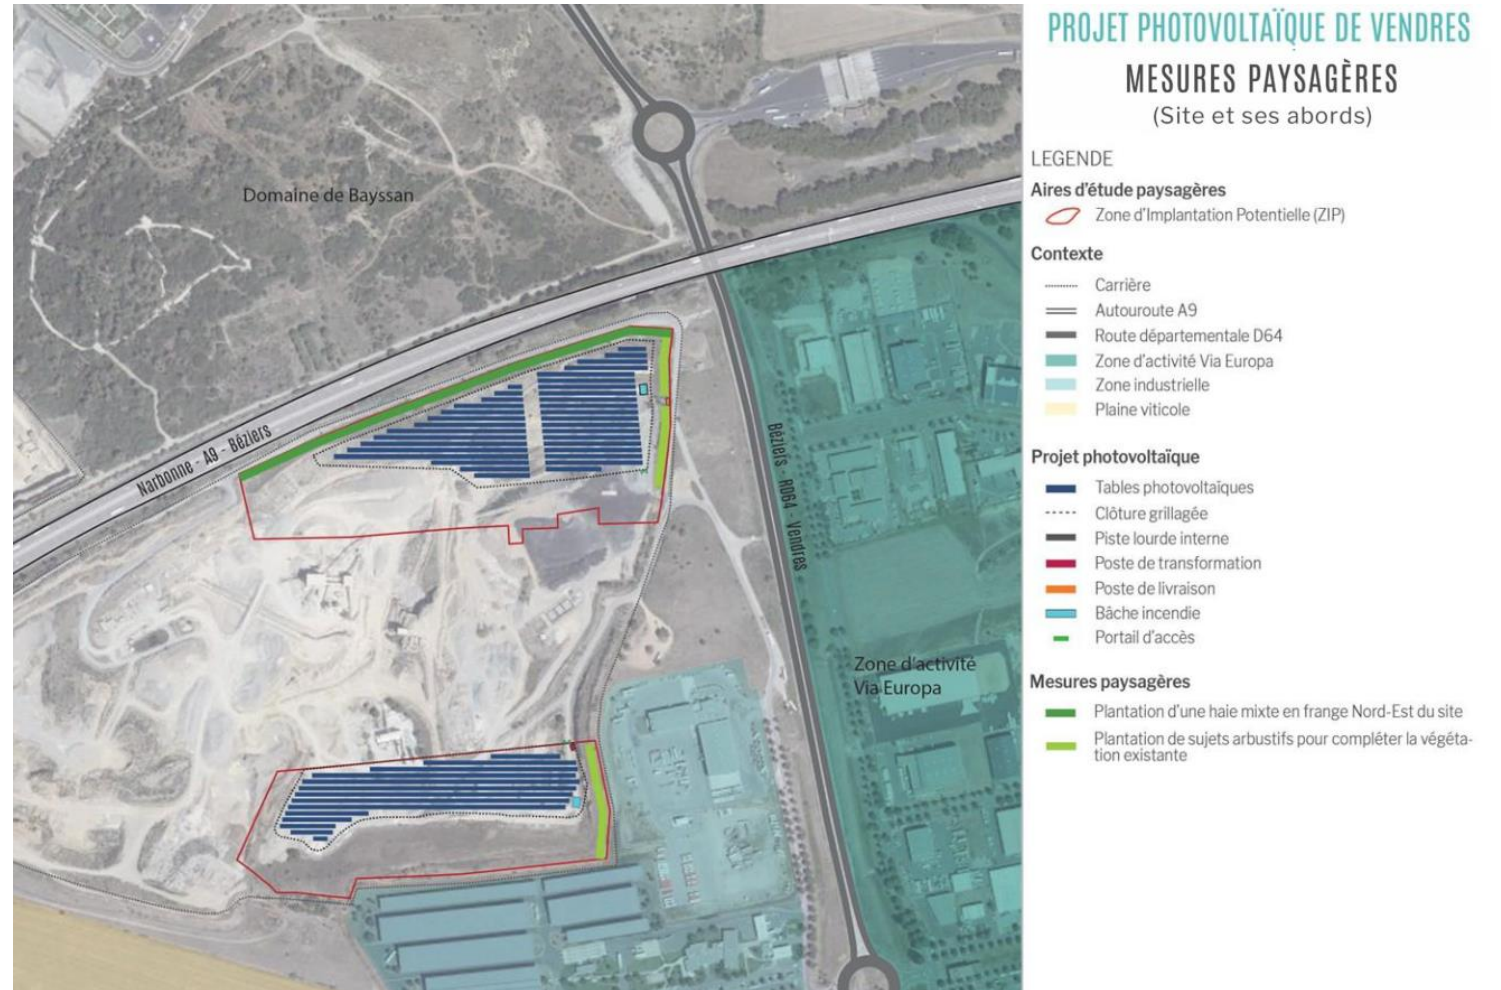 PROJET PHOTOVOLTAÏQUE DE VENDRES
MESURES PAYSAGÈRES
(Site et ses abords)
LEGENDE
Aires d'étude paysagères
Zone d'Implantation Potentielle (ZIP)
Contexte
Carrière
Autouroute A9
Route départementale D64
Zone d'activité Via Europa
Zone industrielle
Plaine viticole
Projet photovoltaïque
Tables photovoltaïques
Clôture grillagée
Piste lourde interne
Poste de transformation
Poste de livraison
Bâche incendie
Portail d'accès
Mesures paysagères
Plantation d'une haie mixte en frange Nord-Est du site
Plantation de sujets arbustifs pour compléter la végéta-
tion existante
Domaine de Bayssan
Narbonne - A9 - Béziers
Béziers - RD64 - Vendres
Zone d'activité
Via Europa